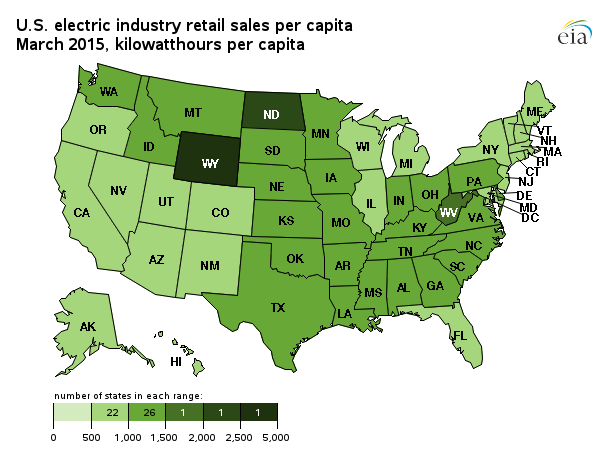 U.S. electric industry retail sales per capita
March 2015, kilowatthours per capita
eia
WA
MT
ND
MN
ME
OR
ID
WY
SD
WI
MI
NY
VT
NH
MA
RI
CT
NJ
DE
MD
DC
NV
UT
CO
NE
IA
IL
IN
OH
PA
WV
VA
CA
KS
MO
KY
AZ
NM
OK
AR
TN
NC
SC
TX
LA
MS
AL
GA
FL
AK
HI
number of states in each range:
22 26 1 1 1
0 500 1,000 1,500 2,000 2,500 5,000